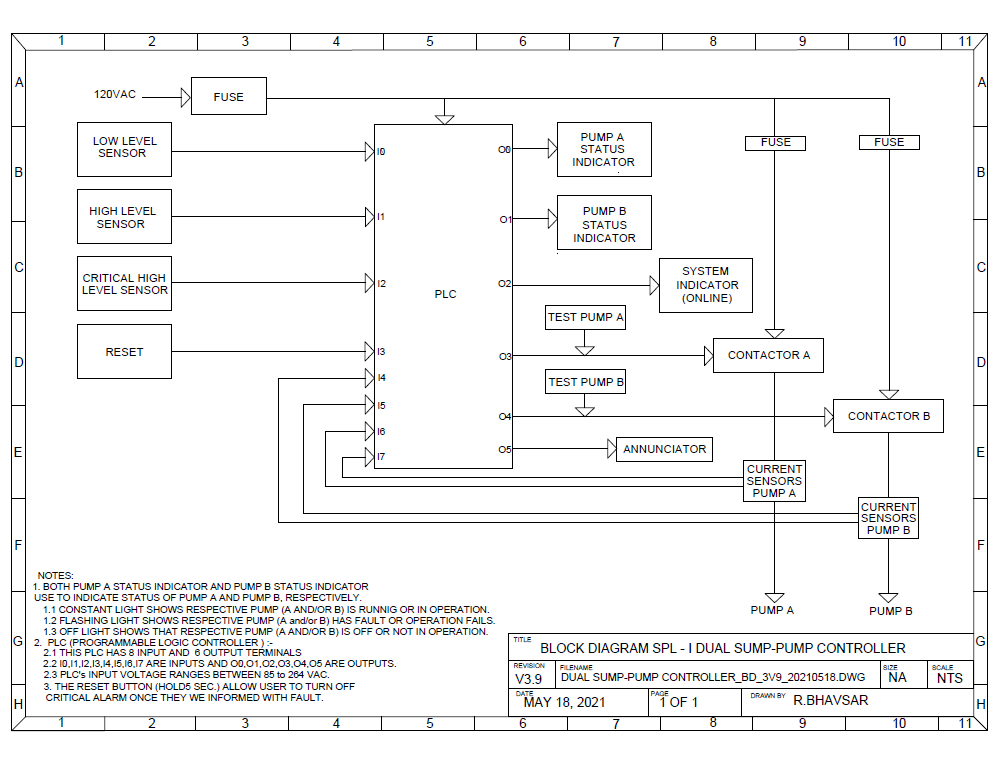 1 2 3 4 5 6 7 8 9 10 11
A A
120VAC
FUSE
LOW LEVEL
SENSOR
I0
O0
PUMP A
STATUS
INDICATOR
FUSE
FUSE
B B
HIGH LEVEL
SENSOR
I1
O1
PUMP B
STATUS
INDICATOR
C C
CRITICAL HIGH
LEVEL SENSOR
I2
PLC
O2
SYSTEM
INDICATOR
(ONLINE)
TEST PUMP A
D D
RESET
I3
O3
CONTACTOR A
I4
TEST PUMP B
I5
O4
CONTACTOR B
I6
E E
I7
O5
ANNUNCIATOR
CURRENT
SENSORS
PUMP A
CURRENT
SENSORS
PUMP B
F F
PUMP A
PUMP B
NOTES:
1. BOTH PUMP A STATUS INDICATOR AND PUMP B STATUS INDICATOR
USE TO INDICATE STATUS OF PUMP A AND PUMP B, RESPECTIVELY.
1.1 CONSTANT LIGHT SHOWS RESPECTIVE PUMP (A AND/OR B) IS RUNNIG OR IN OPERATION.
1.2 FLASHING LIGHT SHOWS RESPECTIVE PUMP (A and/or B) HAS FAULT OR OPERATION FAILS.
1.3 OFF LIGHT SHOWS THAT RESPECTIVE PUMP (A AND/OR B) IS OFF OR NOT IN OPERATION.
2. PLC (PROGRAMMABLE LOGIC CONTROLLER ) :-
2.1 THIS PLC HAS 8 INPUT AND 6 OUTPUT TERMINALS
2.2 I0,I1,I2,I3,I4,I5,I6,I7 ARE INPUTS AND O0,O1,O2,O3,O4,O5 ARE OUTPUTS.
2.3 PLC's INPUT VOLTAGE RANGES BETWEEN 85 to 264 VAC.
3. THE RESET BUTTON (HOLD5 SEC.) ALLOW USER TO TURN OFF
CRITICAL ALARM ONCE THEY WE INFORMED WITH FAULT.
G G
TITLE
BLOCK DIAGRAM SPL - I DUAL SUMP-PUMP CONTROLLER
REVISION
V3.9
FILENAME
DUAL SUMP-PUMP CONTROLLER_BD_3V9_20210518.DWG
SIZE
NA
SCALE
NTS
DATE
MAY 18, 2021
PAGE
1 OF 1
DRAWN BY
R.BHAVSAR
H H
1 2 3 4 5 6 7 8 9 10 11